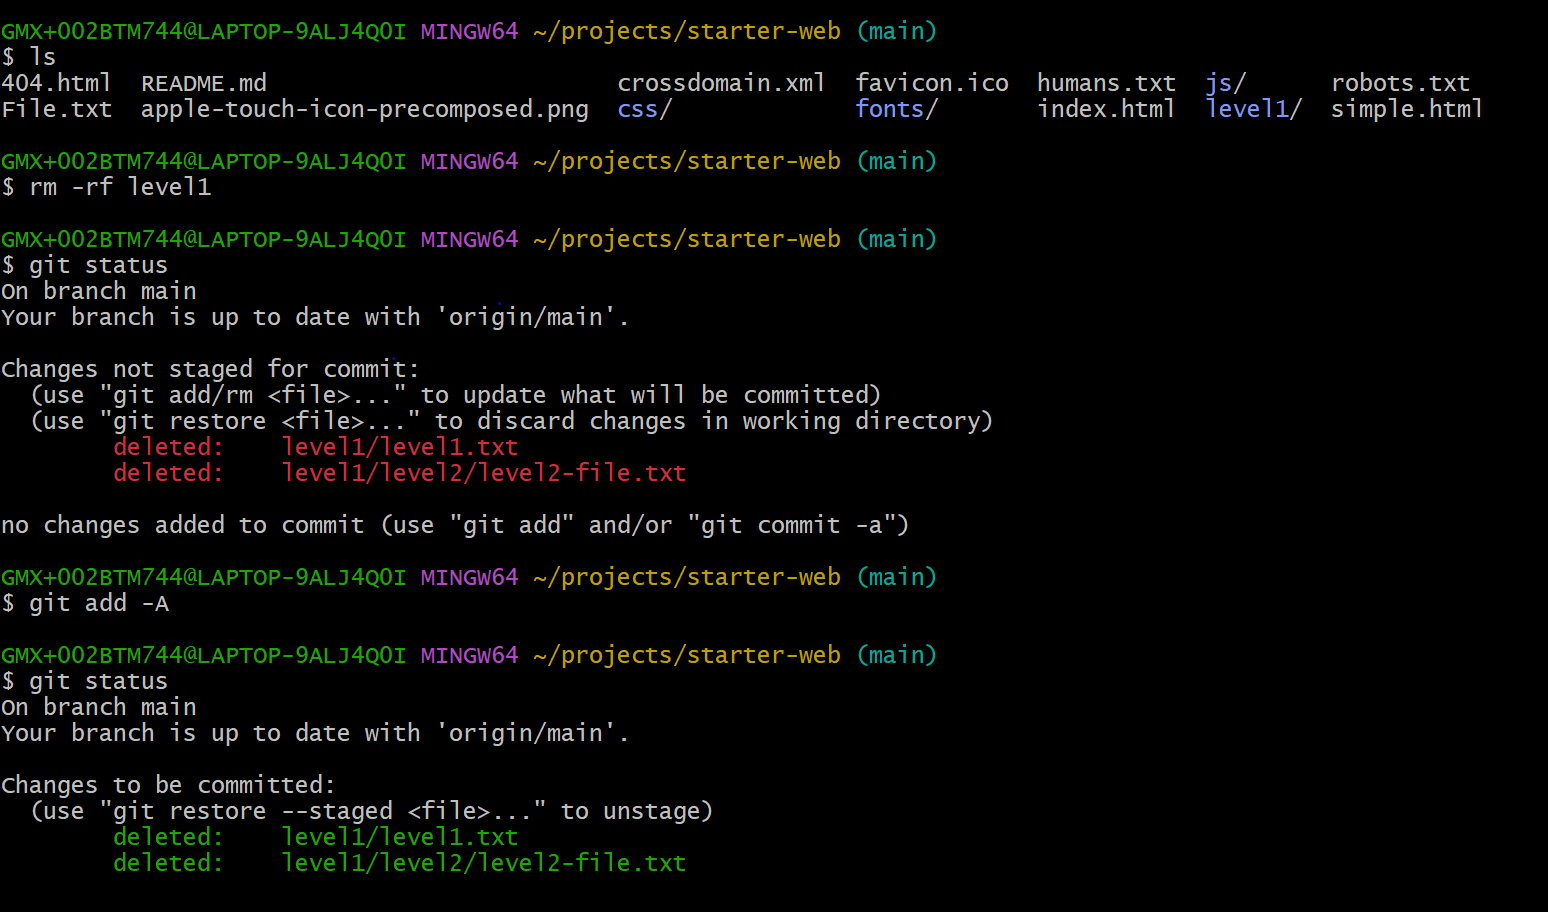 GMX+002BTM744@LAPTOP-9ALJ4Q0I MINGW64 ~/projects/starter-web (main)
$ ls
404.html  README.md                         crossdomain.xml  favicon.ico  humans.txt  js/      robots.txt
File.txt  apple-touch-icon-precomposed.png  css/             fonts/       index.html  level1/  simple.html

GMX+002BTM744@LAPTOP-9ALJ4Q0I MINGW64 ~/projects/starter-web (main)
$ rm -rf level1

GMX+002BTM744@LAPTOP-9ALJ4Q0I MINGW64 ~/projects/starter-web (main)
$ git status
On branch main
Your branch is up to date with 'origin/main'.

Changes not staged for commit:
  (use "git add/rm <file>..." to update what will be committed)
  (use "git restore <file>..." to discard changes in working directory)
        deleted:    level1/level1.txt
        deleted:    level1/level2/level2-file.txt

no changes added to commit (use "git add" and/or "git commit -a")

GMX+002BTM744@LAPTOP-9ALJ4Q0I MINGW64 ~/projects/starter-web (main)
$ git add -A

GMX+002BTM744@LAPTOP-9ALJ4Q0I MINGW64 ~/projects/starter-web (main)
$ git status
On branch main
Your branch is up to date with 'origin/main'.

Changes to be committed:
  (use "git restore --staged <file>..." to unstage)
        deleted:    level1/level1.txt
        deleted:    level1/level2/level2-file.txt